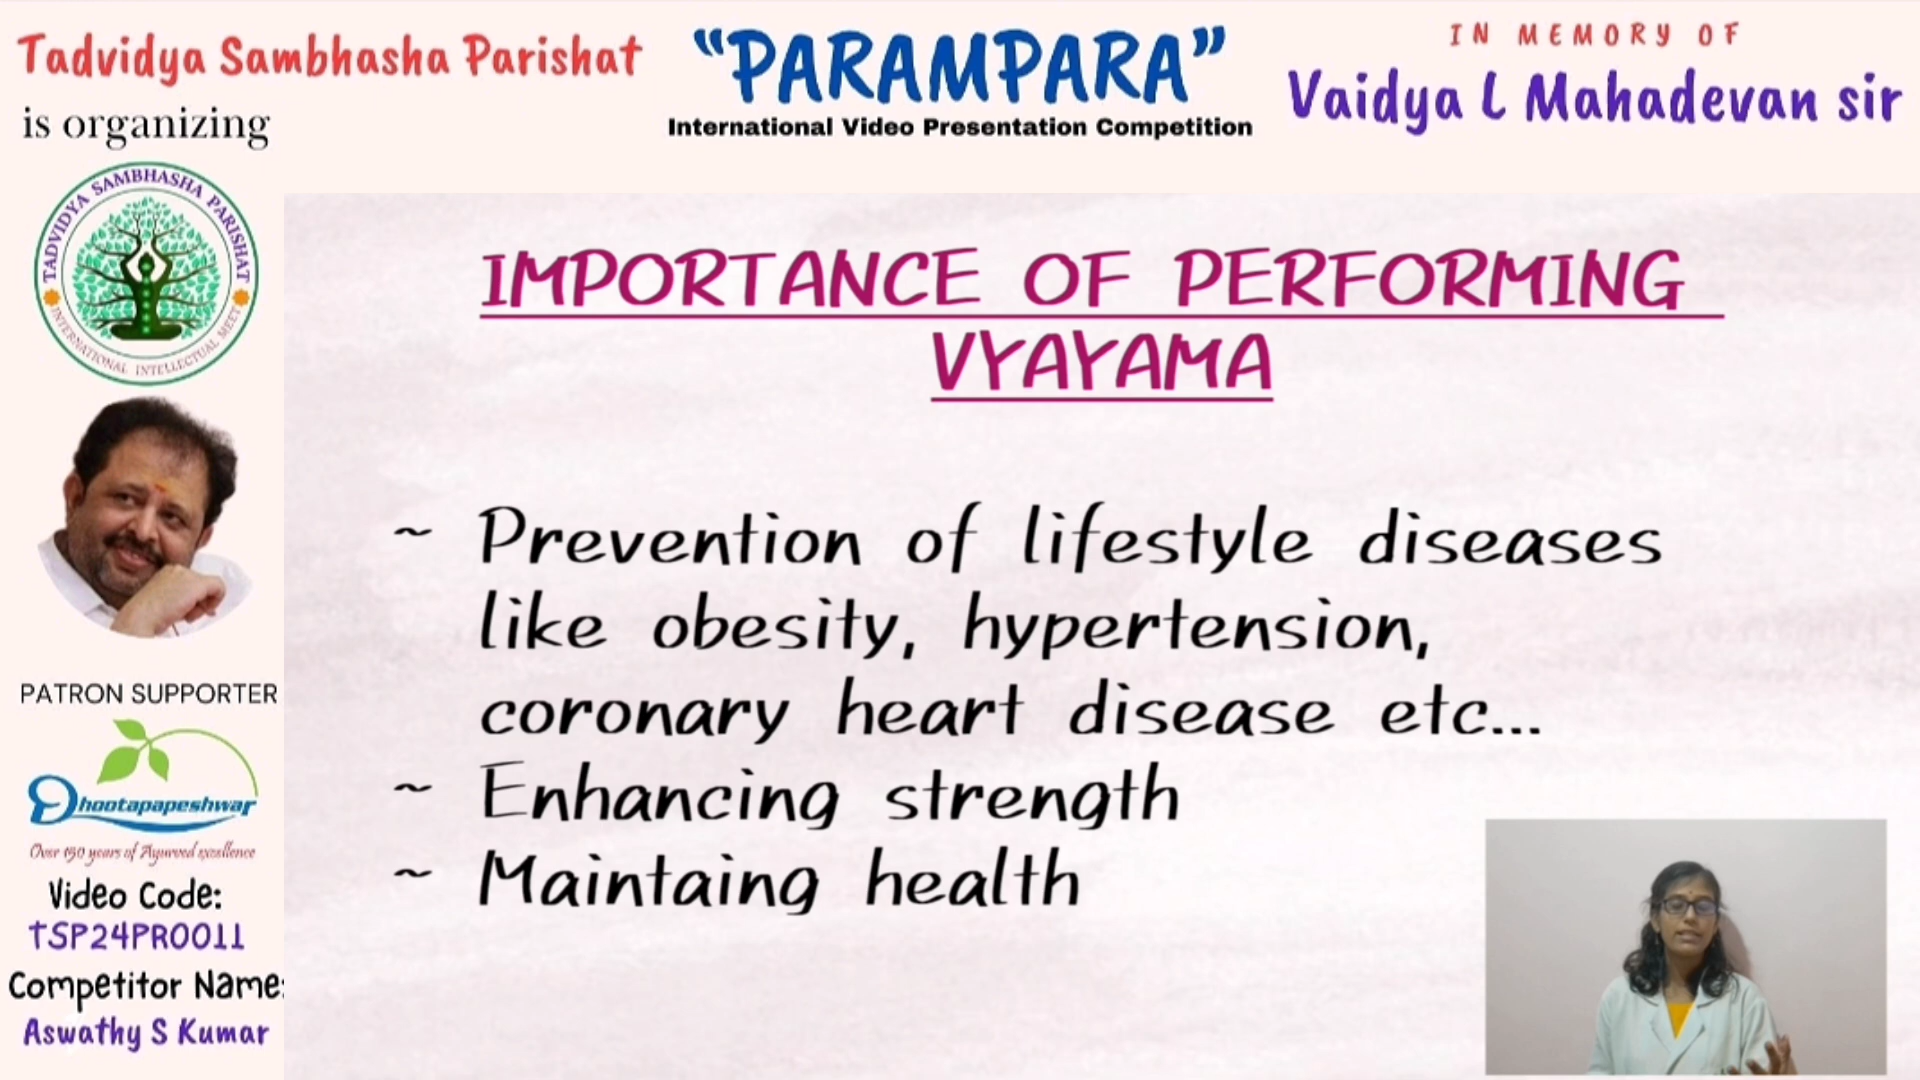 Tadvidya Sambhasha Parishat
is organizing
"PARAMPARA"
International Video Presentation Competition
IN MEMORY OF
Vaidya L Mahadevan sir
TADVIDYA SAMBHASHA PARISHAT
INTERNATIONAL INTELLECTUAL MEET
PATRON SUPPORTER
Dhootapapeshwar
Over 150 years of Ayurved excellence
Video Code:
TSP24PR0011
Competitor Name:
Aswathy S Kumar
IMPORTANCE OF PERFORMING
VYAYAMA
~ Prevention of lifestyle diseases
like obesity, hypertension,
coronary heart disease etc...
~ Enhancing strength
~ Maintaing health